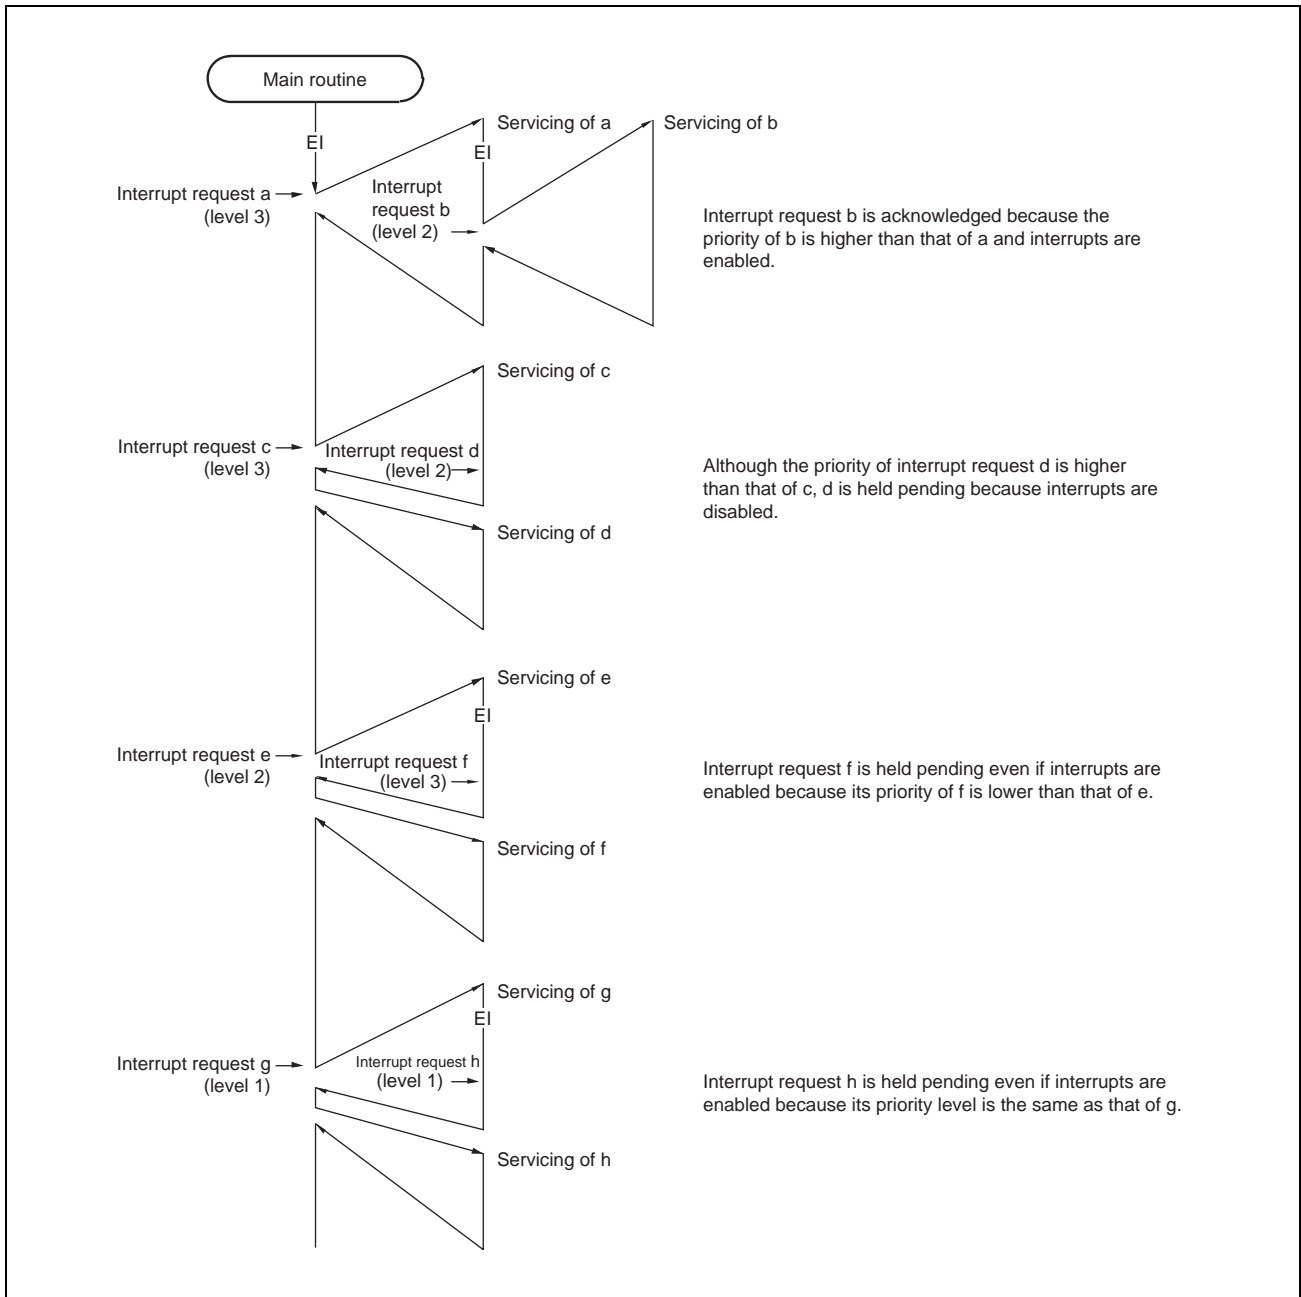 Main routine
EI
Servicing of a
Servicing of b
EI
Interrupt request a
(level 3)
Interrupt
request b
(level 2)
Interrupt request b is acknowledged because the
priority of b is higher than that of a and interrupts are
enabled.
Servicing of c
Interrupt request c
(level 3)
Interrupt request d
(level 2)
Although the priority of interrupt request d is higher
than that of c, d is held pending because interrupts are
disabled.
Servicing of d
Servicing of e
EI
Interrupt request e
(level 2)
Interrupt request f
(level 3)
Interrupt request f is held pending even if interrupts are
enabled because its priority of f is lower than that of e.
Servicing of f
Servicing of g
EI
Interrupt request g
(level 1)
Interrupt request h
(level 1)
Interrupt request h is held pending even if interrupts are
enabled because its priority level is the same as that of g.
Servicing of h